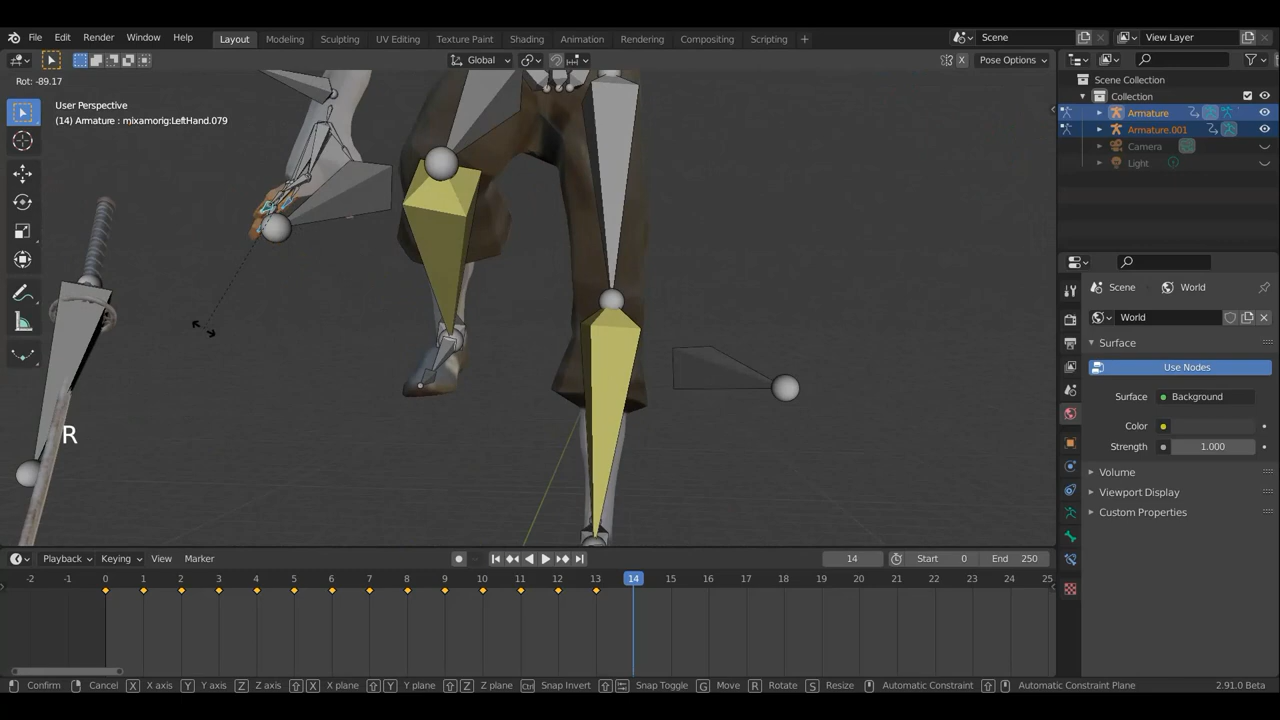 File Edit Render Window Help Layout Modeling Sculpting UV Editing Texture Paint Shading Animation Rendering Compositing Scripting + Scene View Layer
Global X Pose Options
Rot: -89.17
User Perspective
(14) Armature : mixamorig:LeftHand.079
R
Scene Collection
Collection
Armature
Armature.001
Camera
Light
Scene World
World
Surface
Use Nodes
Surface Background
Color
Strength 1.000
Volume
Viewport Display
Custom Properties
Playback Keying View Marker 14 Start 0 End 250
-2 -1 0 1 2 3 4 5 6 7 8 9 10 11 12 13 14 15 16 17 18 19 20 21 22 23 24 25
Confirm Cancel X X axis Y Y axis Z Z axis X X plane Y Y plane Z Z plane Ctrl Snap Invert Snap Toggle G Move R Rotate S Resize Automatic Constraint Automatic Constraint Plane 2.91.0 Beta